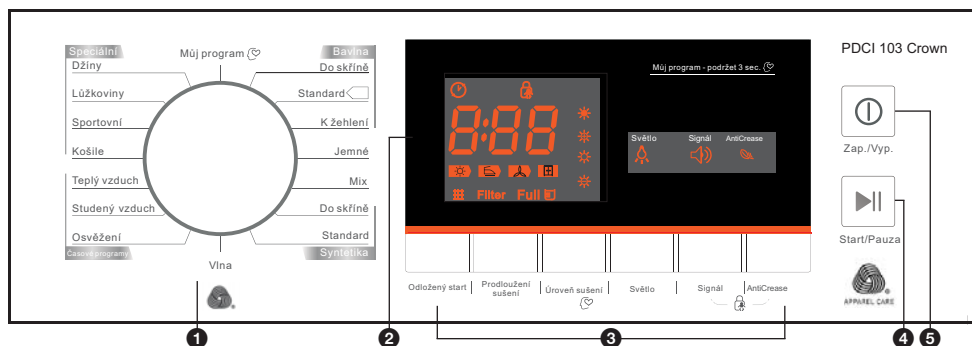 Speciální
Můj program
Bavlna
Džíny
Do skříně
Lůžkoviny
Standard
Sportovní
K žehlení
Košile
Jemné
Teplý vzduch
Mix
Studený vzduch
Do skříně
Osvěžení
Standard
Časové programy
Syntetika
Vlna
Můj program - podržet 3 sec.
8:88
Filter
Full
Světlo
Signál
AntiCrease
Odložený start
Prodloužení
sušení
Úroveň sušení
Světlo
Signál
AntiCrease
PDCI 103 Crown
Zap./Vyp.
Start/Pauza
APPAREL CARE
1
2
3
4
5